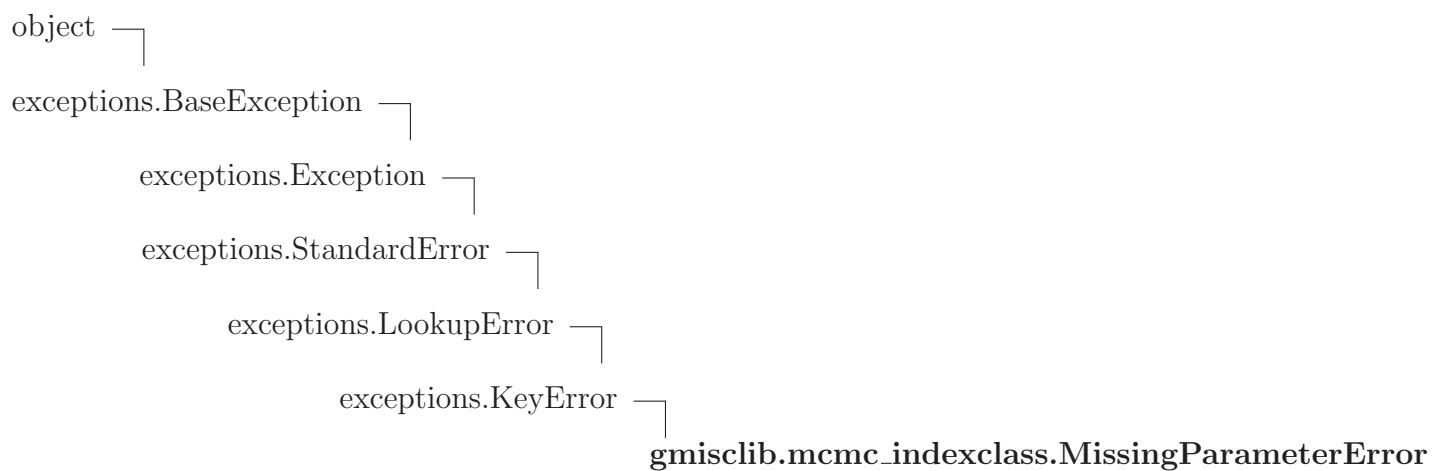 object
exceptions.BaseException
exceptions.Exception
exceptions.StandardError
exceptions.LookupError
exceptions.KeyError
gmisclib.mcmc_indexclass.MissingParameterError